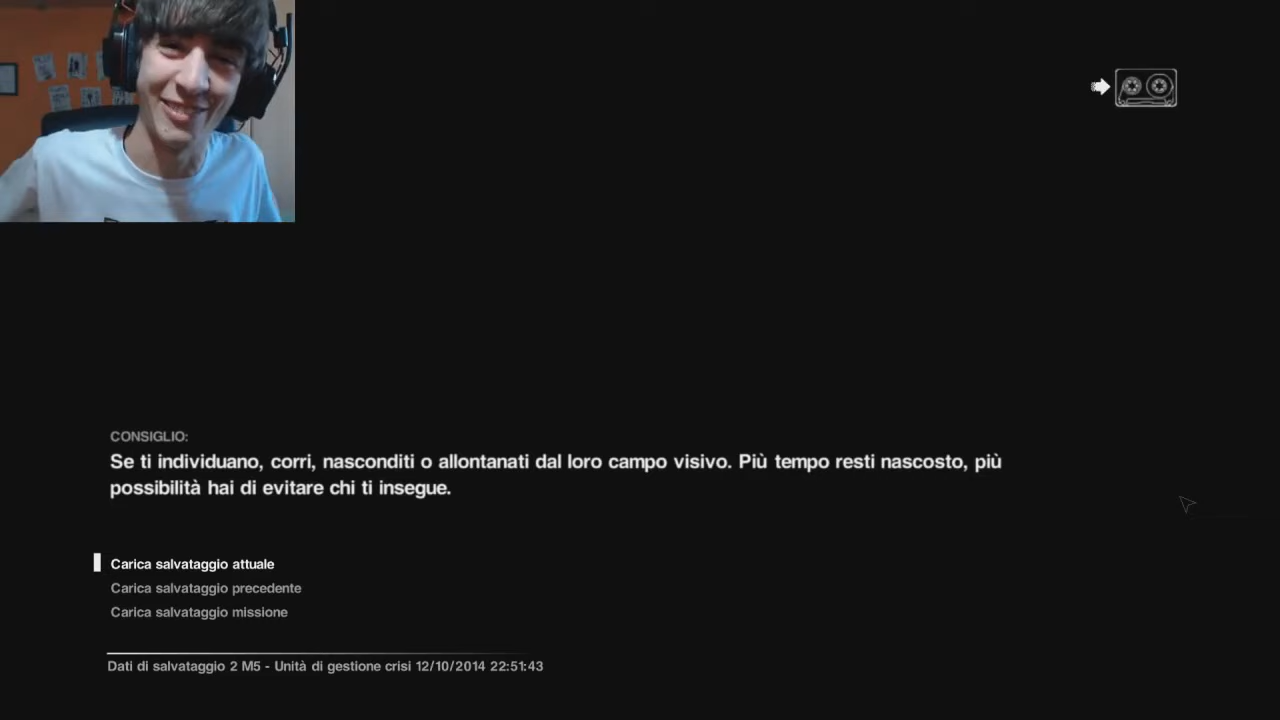 CONSIGLIO:
Se ti individuano, corri, nasconditi o allontanati dal loro campo visivo. Più tempo resti nascosto, più
possibilità hai di evitare chi ti insegue.
Carica salvataggio attuale
Carica salvataggio precedente
Carica salvataggio missione
Dati di salvataggio 2 M5 - Unità di gestione crisi 12/10/2014 22:51:43